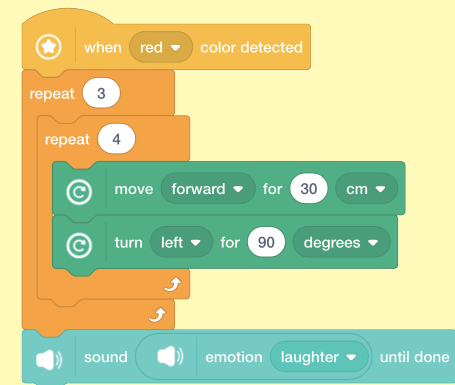 when red color detected
repeat 3
repeat 4
move forward for 30 cm
turn left for 90 degrees
sound emotion laughter until done